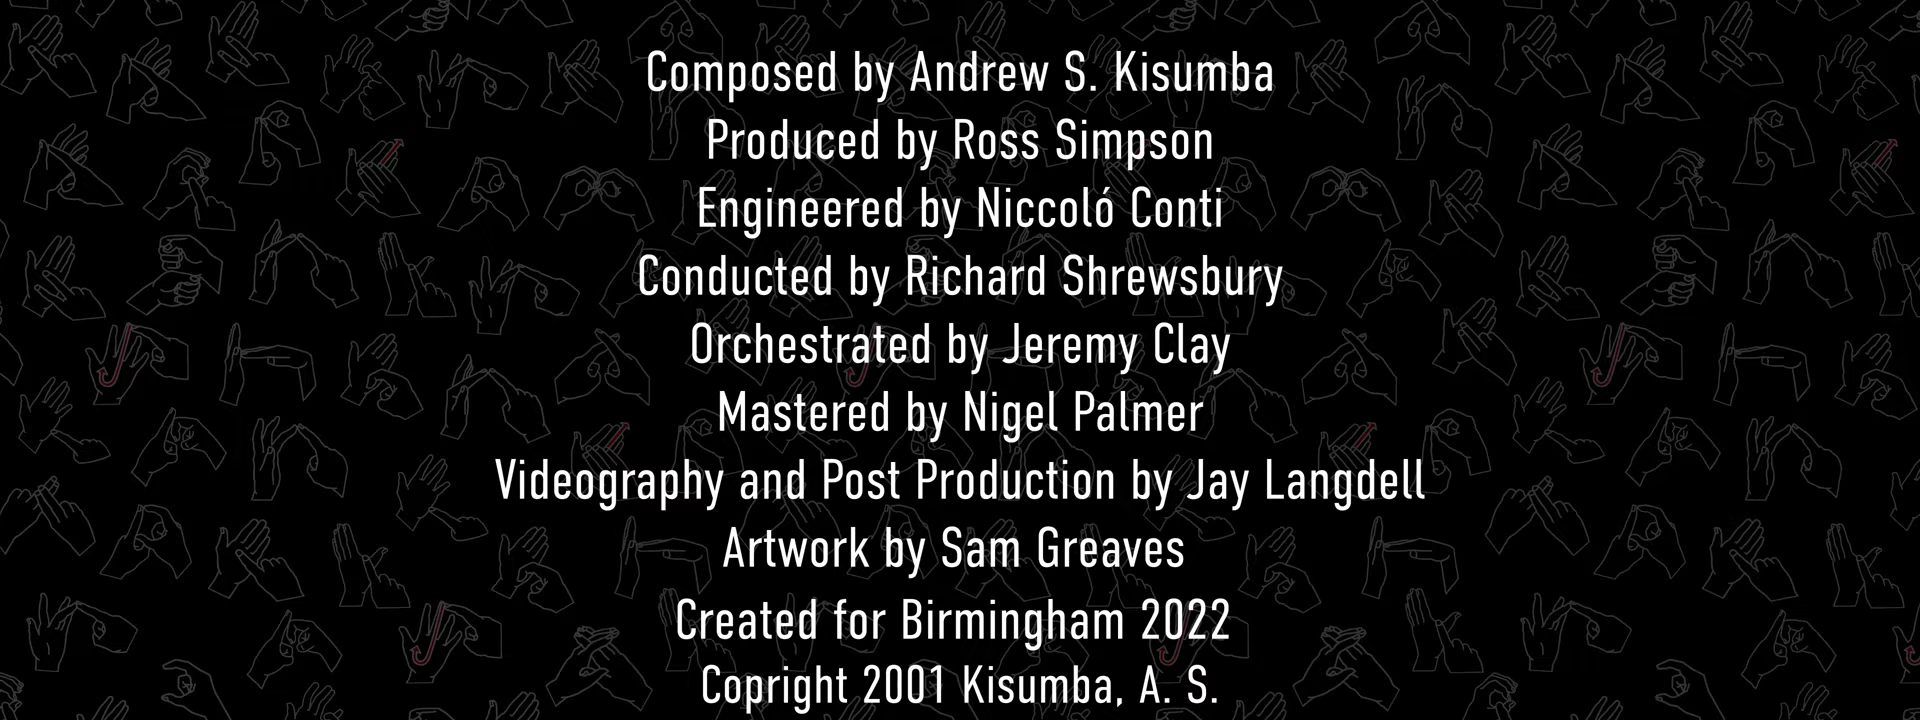 Composed by Andrew S. Kisumba
Produced by Ross Simpson
Engineered by Niccoló Conti
Conducted by Richard Shrewsbury
Orchestrated by Jeremy Clay
Mastered by Nigel Palmer
Videography and Post Production by Jay Langdell
Artwork by Sam Greaves
Created for Birmingham 2022
Copright 2001 Kisumba, A. S.